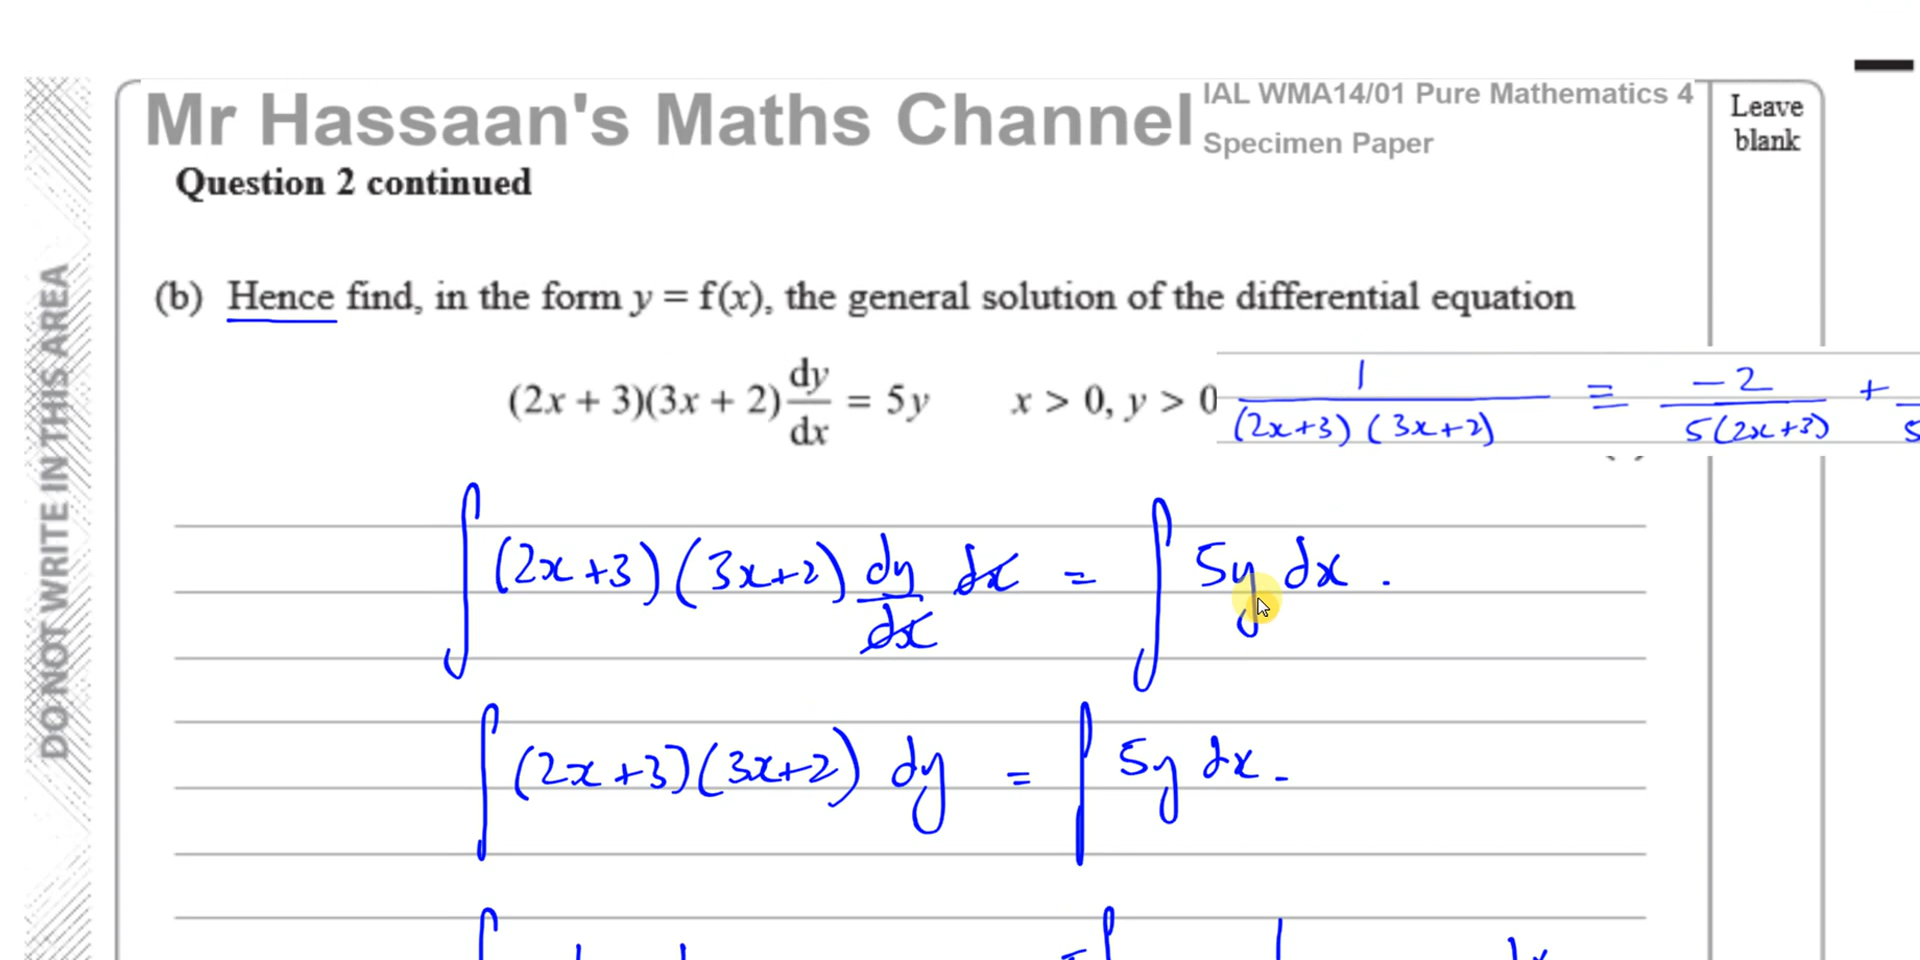 Mr Hassaan's Maths Channel
IAL WMA14/01 Pure Mathematics 4
Specimen Paper
Leave
blank
Question 2 continued
DO NOT WRITE IN THIS AREA
(b) Hence find, in the form y = f(x), the general solution of the differential equation
(2x + 3)(3x + 2) dy/dx = 5y x > 0, y > 0
1/((2x+3)(3x+2)) = -2/(5(2x+3)) +
∫ (2x+3)(3x+2) dy/dx dx = ∫ 5y dx .
∫ (2x+3)(3x+2) dy = ∫ 5y dx .